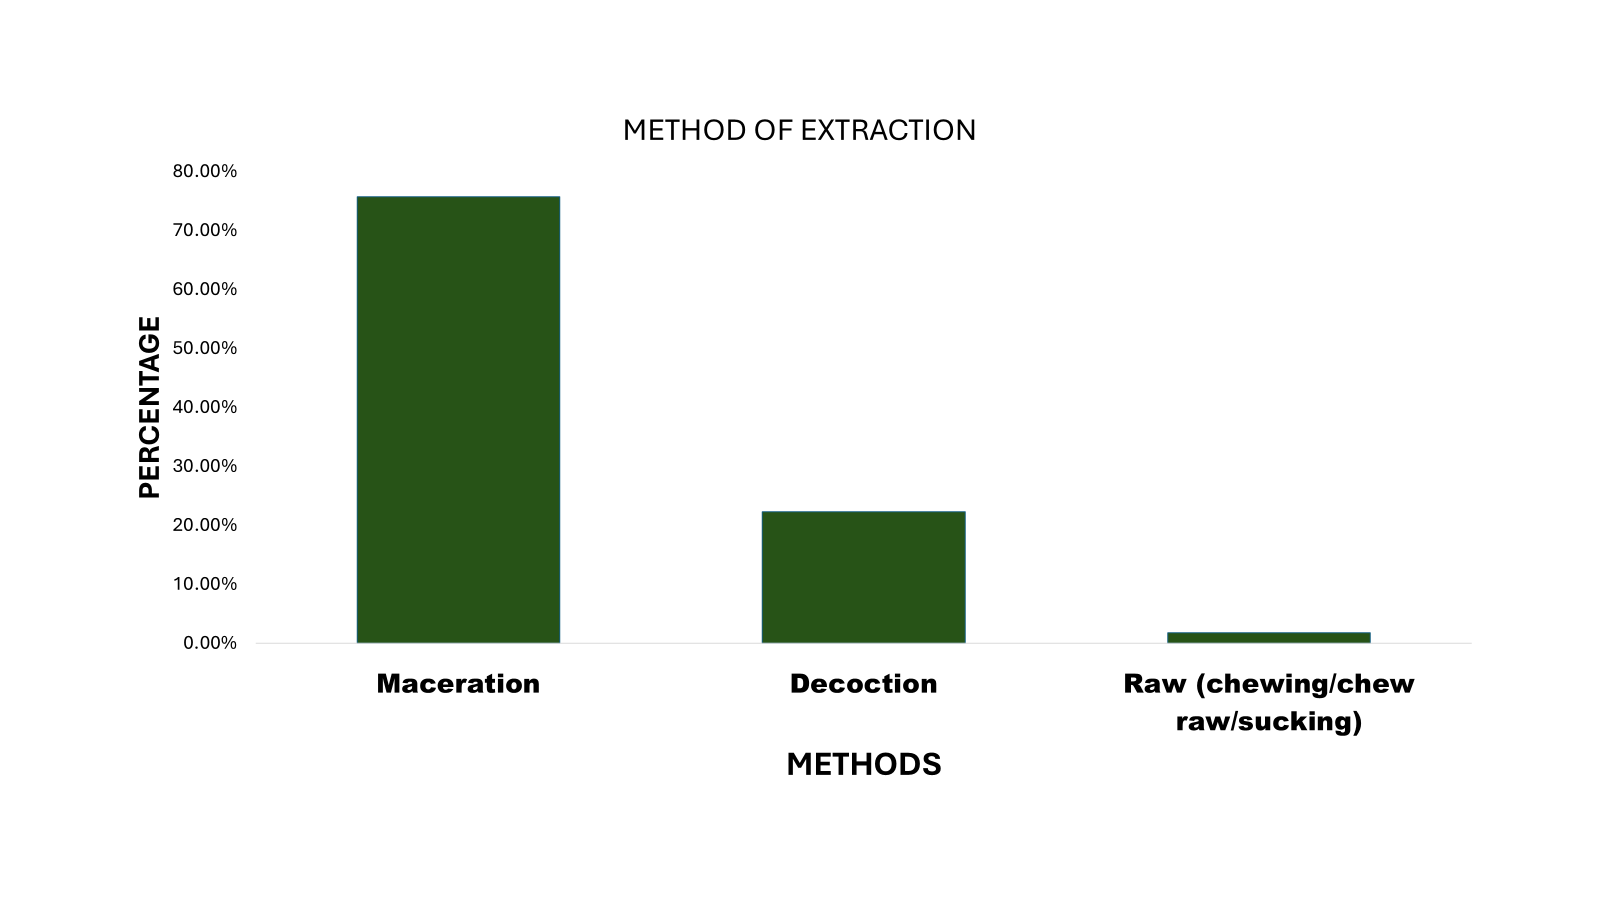 METHOD OF EXTRACTION
80.00%
70.00%
60.00%
50.00%
40.00%
30.00%
20.00%
10.00%
0.00%
PERCENTAGE
Maceration
Decoction
Raw (chewing/chew
raw/sucking)
METHODS